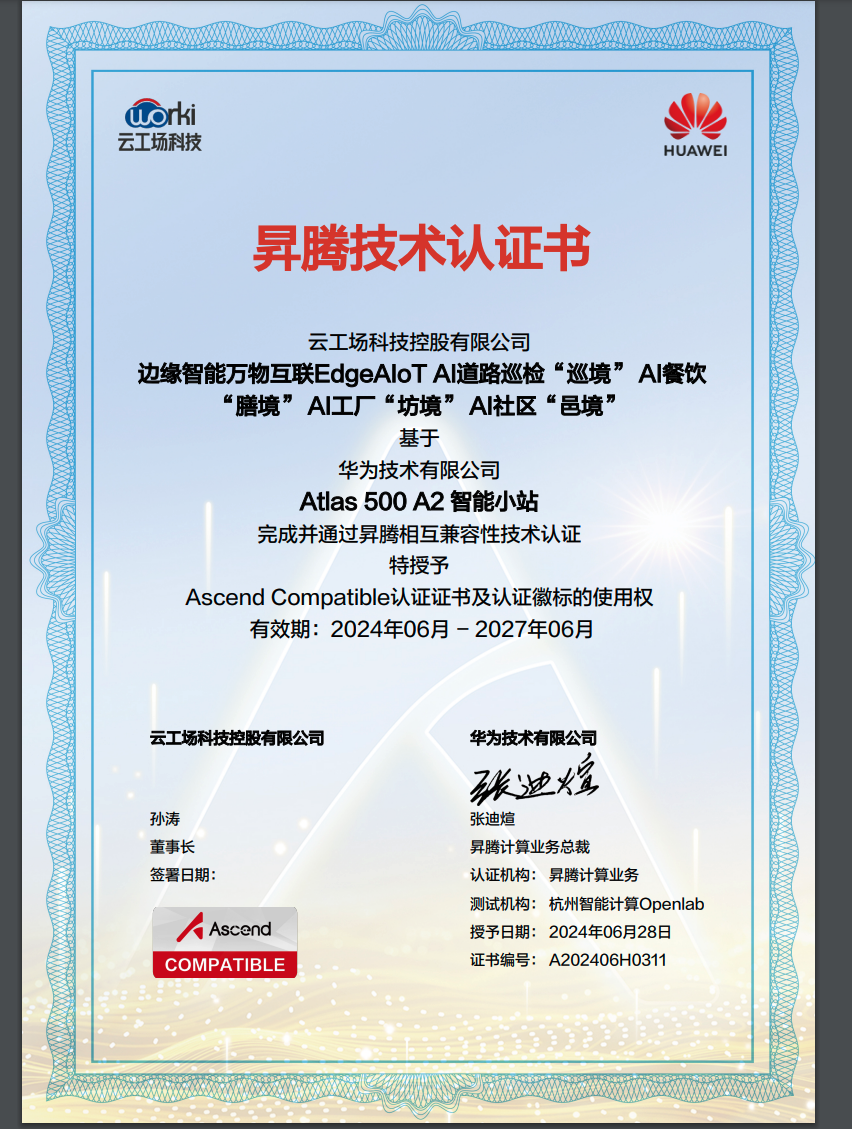 worki
云工场科技
HUAWEI
昇腾技术认证书
云工场科技控股有限公司
边缘智能万物互联EdgeAIoT AI道路巡检“巡境” AI餐饮
“膳境” AI工厂“坊境” AI社区“邑境”
基于
华为技术有限公司
Atlas 500 A2 智能小站
完成并通过昇腾相互兼容性技术认证
特授予
Ascend Compatible认证证书及认证徽标的使用权
有效期：2024年06月 – 2027年06月
云工场科技控股有限公司
孙涛
董事长
签署日期：
Ascend
COMPATIBLE
华为技术有限公司
张迪煊
张迪煊
昇腾计算业务总裁
认证机构： 昇腾计算业务
测试机构： 杭州智能计算Openlab
授予日期： 2024年06月28日
证书编号： A202406H0311